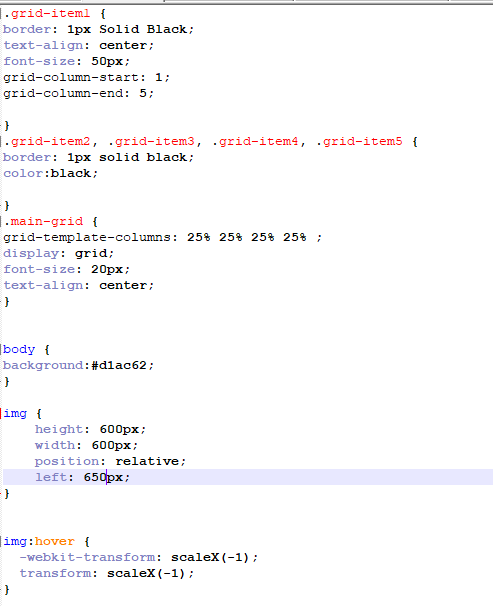 .grid-item1 {
border: 1px Solid Black;
text-align: center;
font-size: 50px;
grid-column-start: 1;
grid-column-end: 5;
}
.grid-item2, .grid-item3, .grid-item4, .grid-item5 {
border: 1px solid black;
color:black;
}
.main-grid {
grid-template-columns: 25% 25% 25% 25% ;
display: grid;
font-size: 20px;
text-align: center;
}
body {
background:#d1ac62;
}
img {
    height: 600px;
    width: 600px;
    position: relative;
    left: 650px;
}
img:hover {
  -webkit-transform: scaleX(-1);
  transform: scaleX(-1);
}